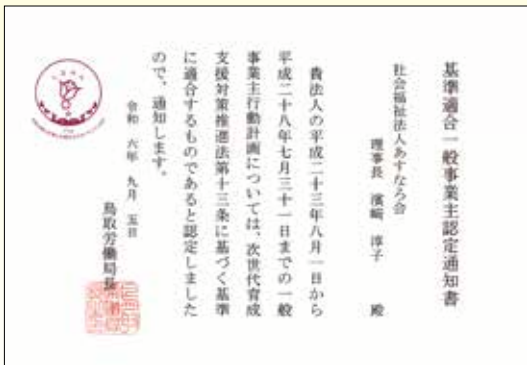 基準適合一般事業主認定通知書
社会福祉法人あすなろ会
理事長 濱﨑 淳子 殿
貴法人の平成二十三年八月一日から
平成二十八年七月三十一日までの一般
事業主行動計画については、次世代育成
支援対策推進法第十三条に基づく基準
に適合するものであると認定しました
ので、通知します。
令和 六年 九月 五日
鳥取労働局長